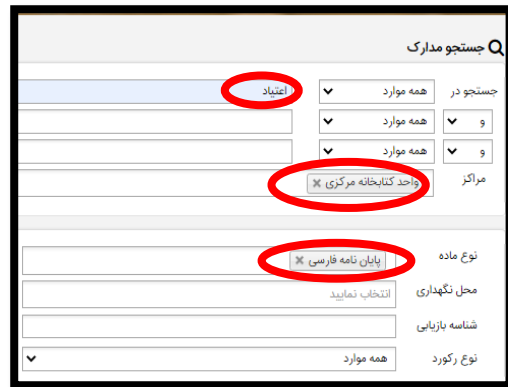 جستجو مدارک
جستجو در همه موارد اعتیاد
و همه موارد
و همه موارد
مراکز واحد کتابخانه مرکزی ×
نوع ماده پایان نامه فارسی ×
محل نگهداری انتخاب نمایید
شناسه بازیابی
نوع رکورد همه موارد